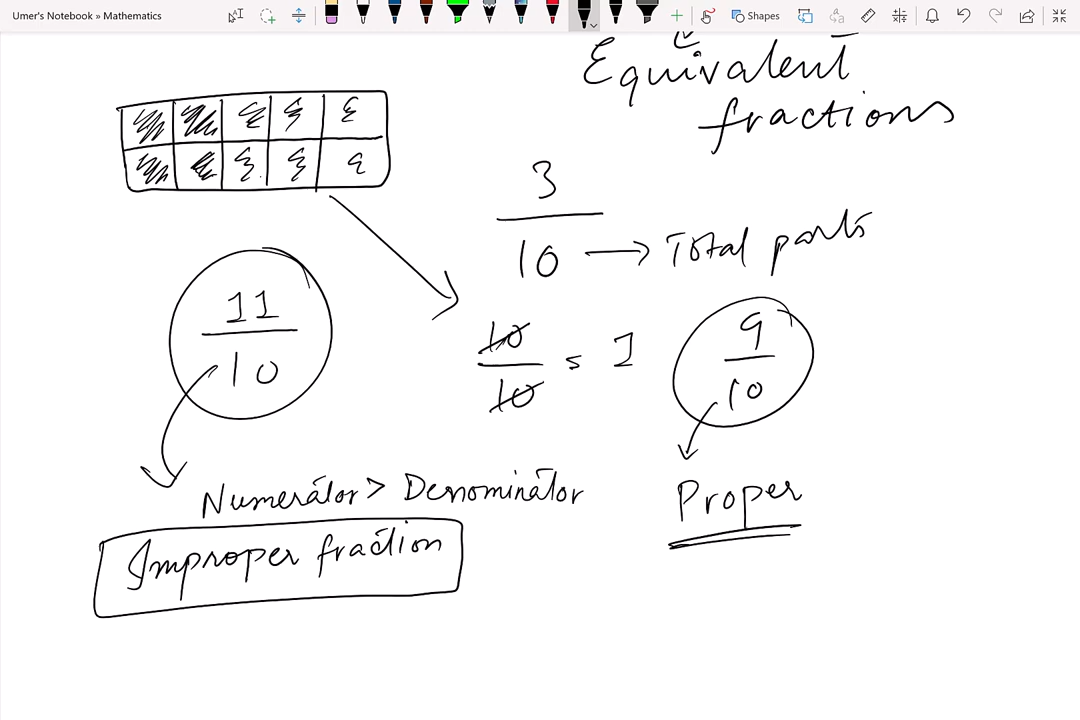 Umer's Notebook » Mathematics
Shapes
Equivalent
fractions
3
10 → Total parts
11
10
10
10 = 1
9
10
Numerator > Denominator
Improper fraction
Proper